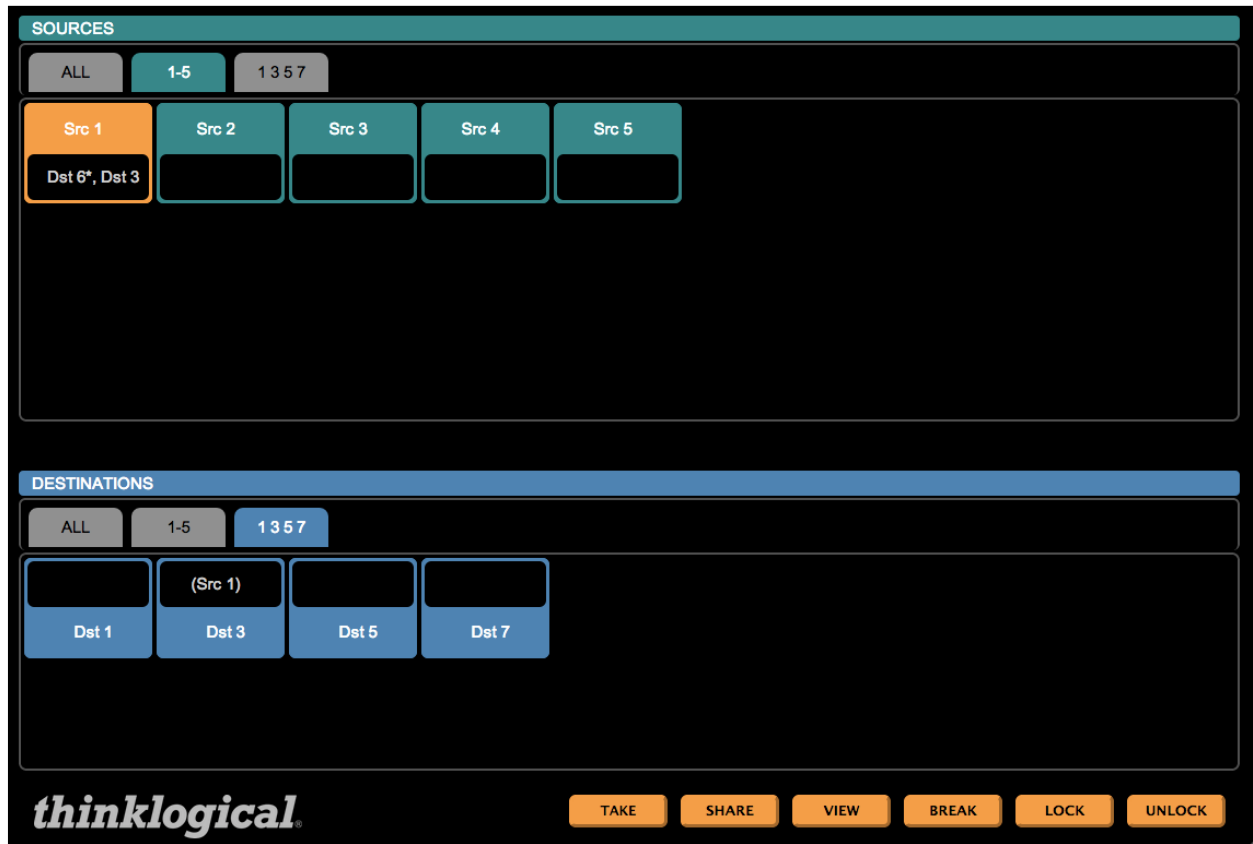 SOURCES
ALL 1-5 1 3 5 7
Src 1 Src 2 Src 3 Src 4 Src 5
Dst 6*, Dst 3
DESTINATIONS
ALL 1-5 1 3 5 7
(Src 1)
Dst 1 Dst 3 Dst 5 Dst 7
thinklogical® TAKE SHARE VIEW BREAK LOCK UNLOCK